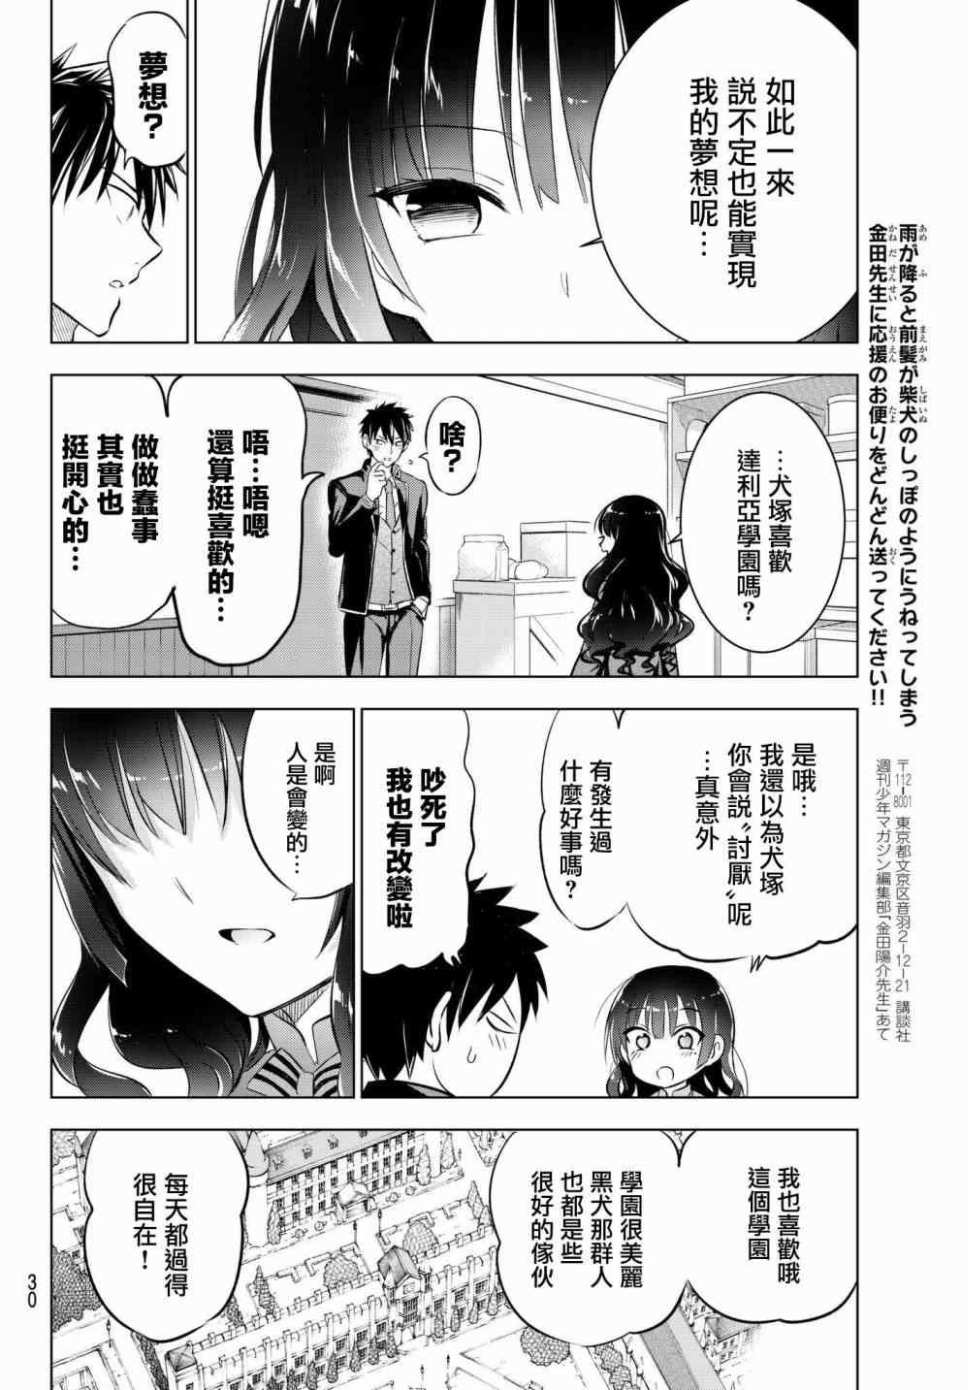 如此一來
說不定也能實現
我的夢想呢…
夢想？
…犬塚喜歡
達利亞學園嗎？
啥？
唔…唔嗯
還算挺喜歡的…
做做蠢事
其實也
挺開心的…
是哦…
我還以為犬塚
你會說〝討厭〞呢
…真意外
有發生過
什麼好事嗎？
吵死了
我也有改變啦
是啊
人是會變的…
我也喜歡哦
這個學園
學園很美麗
黑犬那群人
也都是些
很好的傢伙
每天都過得
很自在！
雨が降ると前髪が柴犬のしっぽのようにうねってしまう
金田先生に応援のお便りをどんどん送ってください!!
〒112-8001 東京都文京区音羽2-12-21 講談社
週刊少年マガジン編集部「金田陽介先生」あて
30